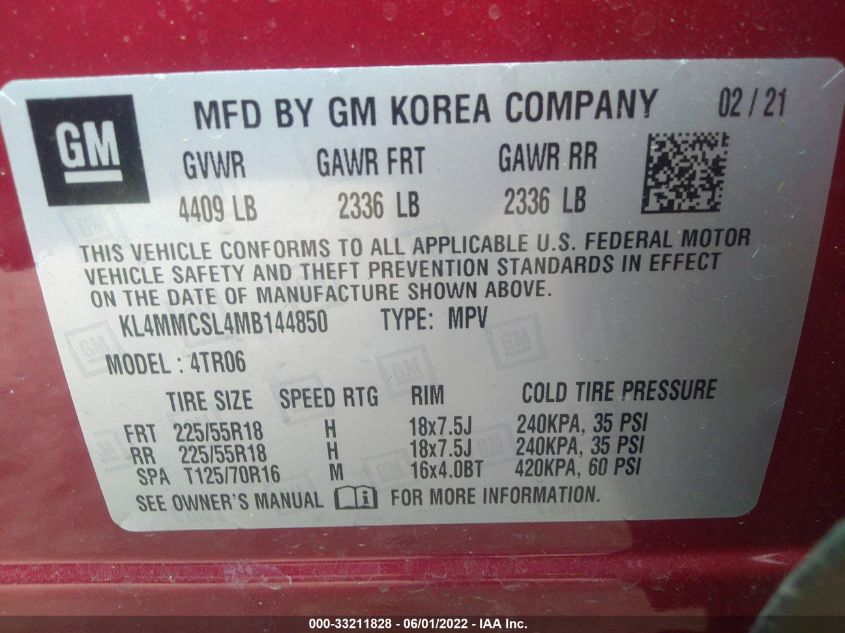 GM
MFD BY GM KOREA COMPANY 02 / 21
GVWR GAWR FRT GAWR RR
4409 LB 2336 LB 2336 LB
THIS VEHICLE CONFORMS TO ALL APPLICABLE U.S. FEDERAL MOTOR
VEHICLE SAFETY AND THEFT PREVENTION STANDARDS IN EFFECT
ON THE DATE OF MANUFACTURE SHOWN ABOVE.
KL4MMCSL4MB144850 TYPE: MPV
MODEL : 4TR06
TIRE SIZE SPEED RTG RIM COLD TIRE PRESSURE
FRT 225/55R18 H 18x7.5J 240KPA, 35 PSI
RR 225/55R18 H 18x7.5J 240KPA, 35 PSI
SPA T125/70R16 M 16x4.0BT 420KPA, 60 PSI
SEE OWNER'S MANUAL FOR MORE INFORMATION.
000-33211828 - 06/01/2022 - IAA Inc.